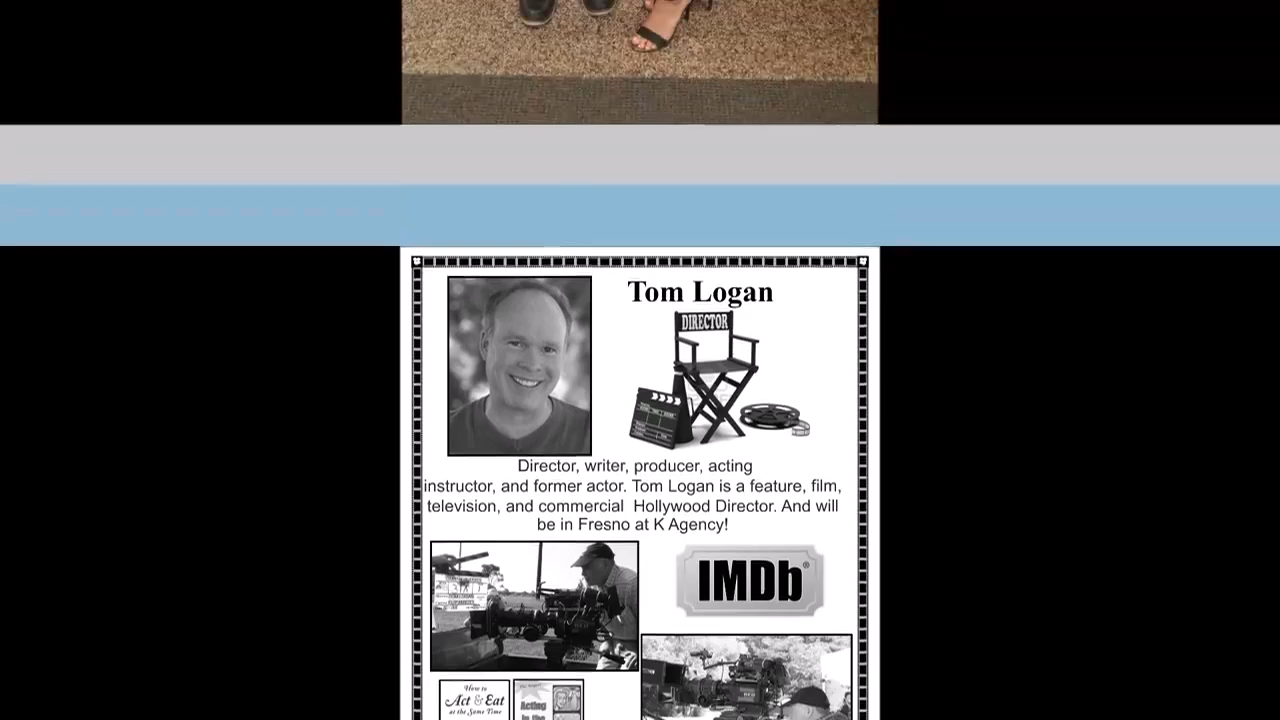 Tom Logan
DIRECTOR
Director, writer, producer, acting
instructor, and former actor. Tom Logan is a feature, film,
television, and commercial Hollywood Director. And will
be in Fresno at K Agency!
IMDb®
How to
Act & Eat
at the Same Time
Acting